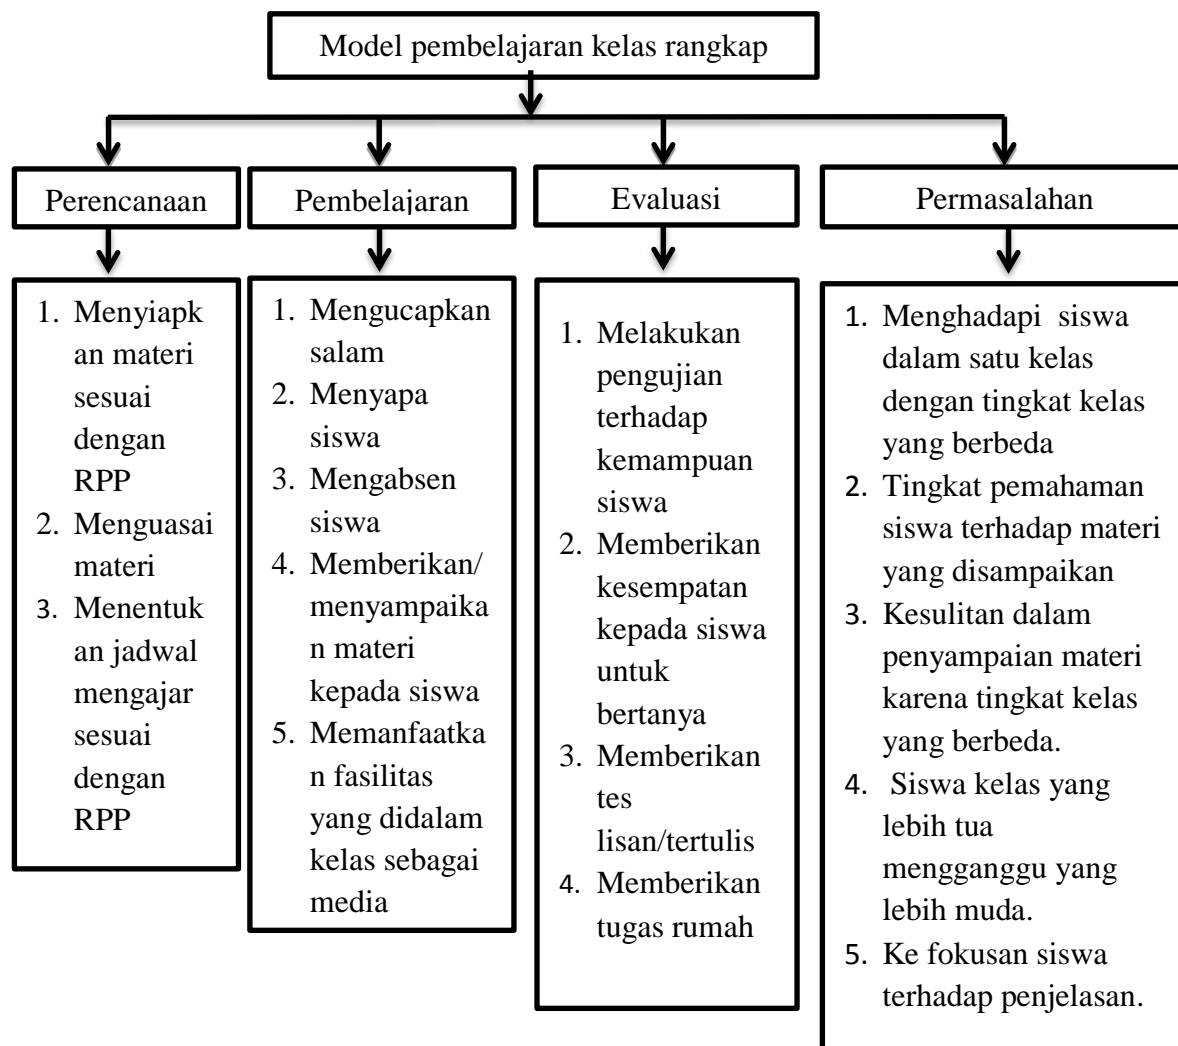 Model pembelajaran kelas rangkap
Perencanaan
Pembelajaran
Evaluasi
Permasalahan
1. Menyiapk
an materi
sesuai
dengan
RPP
2. Menguasai
materi
3. Menentuk
an jadwal
mengajar
sesuai
dengan
RPP
1. Mengucapkan
salam
2. Menyapa
siswa
3. Mengabsen
siswa
4. Memberikan/
menyampaika
n materi
kepada siswa
5. Memanfaatka
n fasilitas
yang didalam
kelas sebagai
media
1. Melakukan
pengujian
terhadap
kemampuan
siswa
2. Memberikan
kesempatan
kepada siswa
untuk
bertanya
3. Memberikan
tes
lisan/tertulis
4. Memberikan
tugas rumah
1. Menghadapi siswa
dalam satu kelas
dengan tingkat kelas
yang berbeda
2. Tingkat pemahaman
siswa terhadap materi
yang disampaikan
3. Kesulitan dalam
penyampaian materi
karena tingkat kelas
yang berbeda.
4. Siswa kelas yang
lebih tua
mengganggu yang
lebih muda.
5. Ke fokusan siswa
terhadap penjelasan.